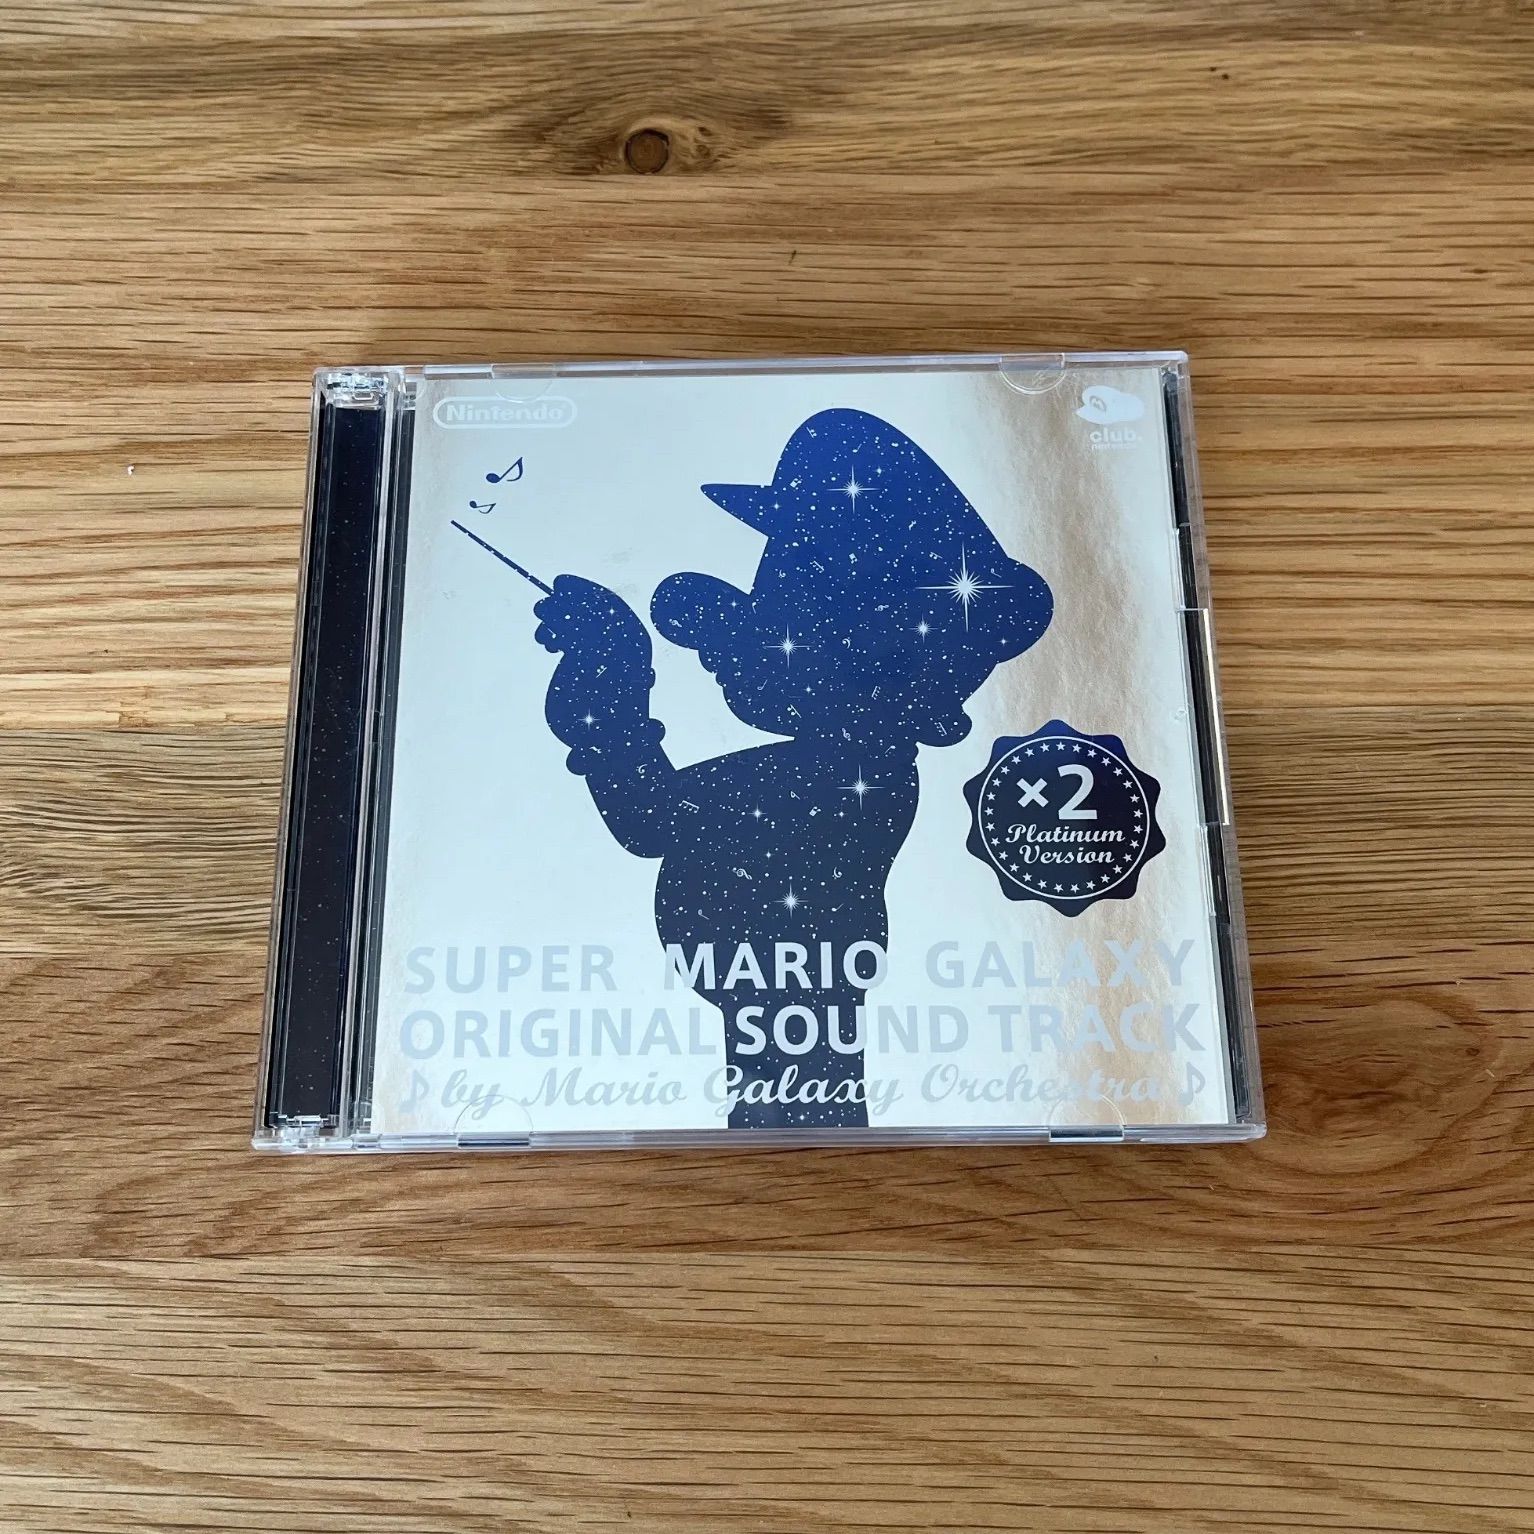 Nintendo
club
nintendo
×2
Platinum
Version
SUPER MARIO GALAXY
ORIGINAL SOUND TRACK
♪ by Mario Galaxy Orchestra ♪